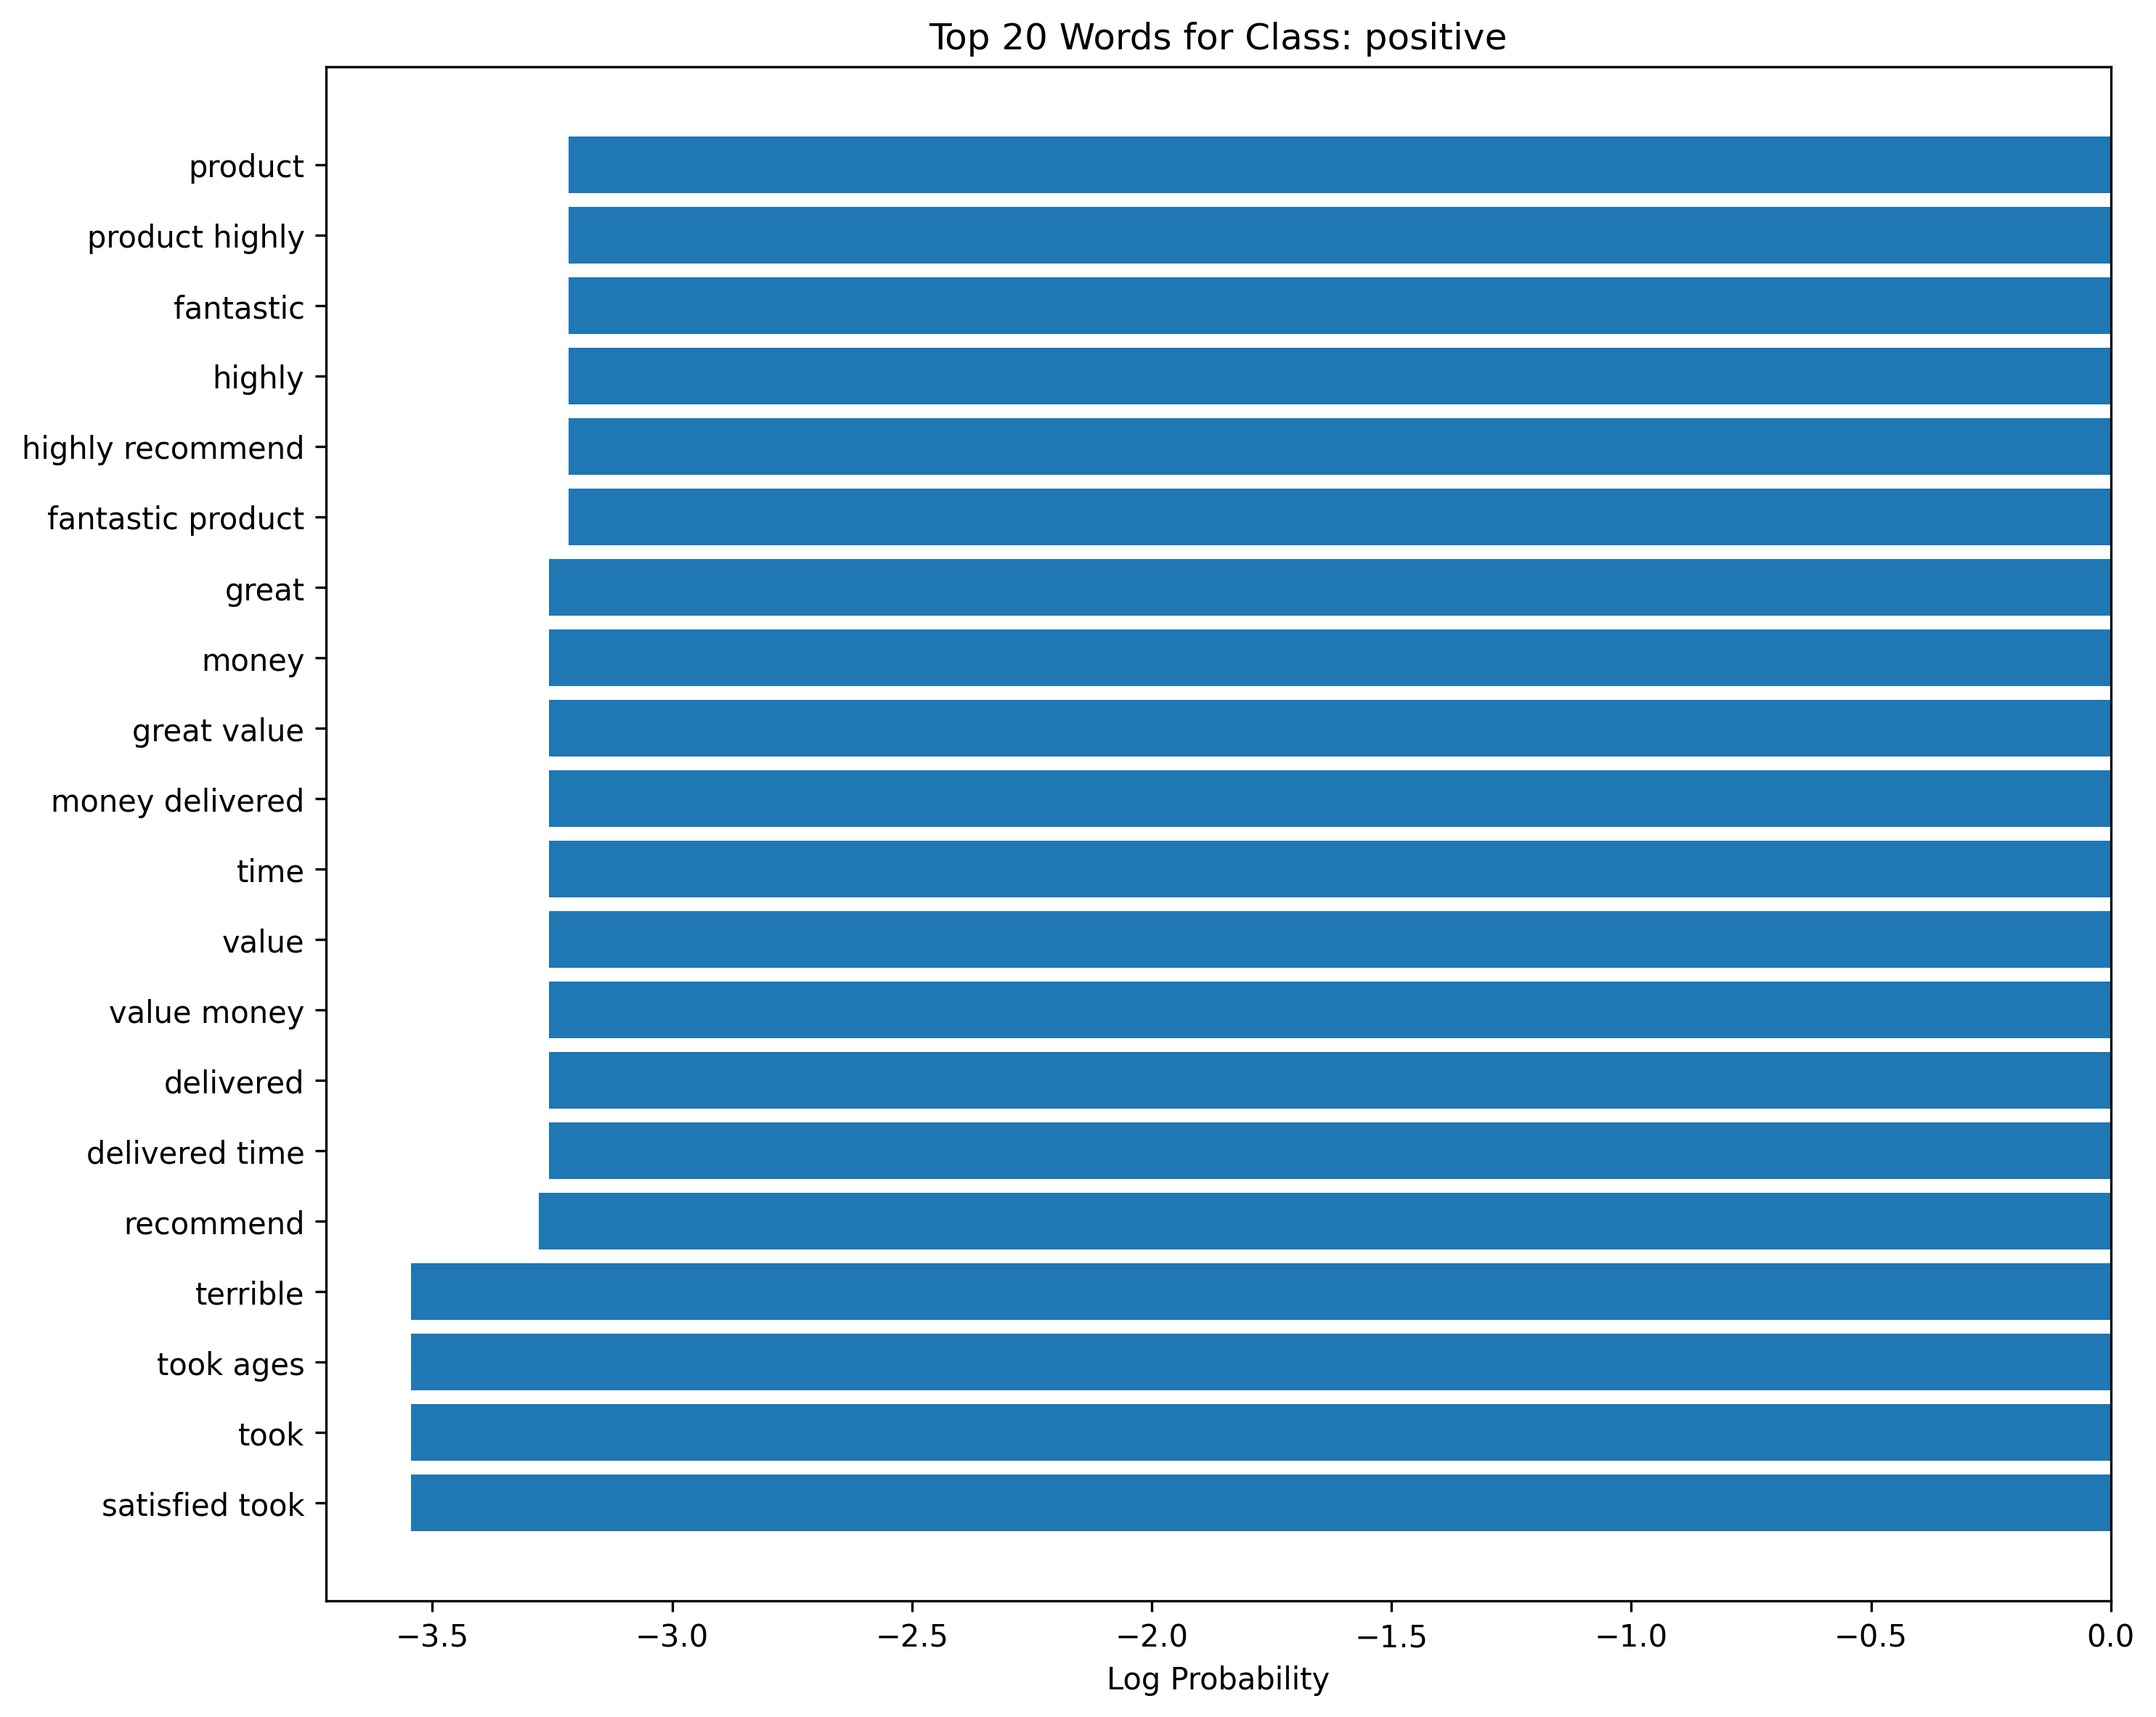 Top 20 Words for Class: positive
product
product highly
fantastic
highly
highly recommend
fantastic product
great
money
great value
money delivered
time
value
value money
delivered
delivered time
recommend
terrible
took ages
took
satisfied took
−3.5 −3.0 −2.5 −2.0 −1.5 −1.0 −0.5 0.0
Log Probability